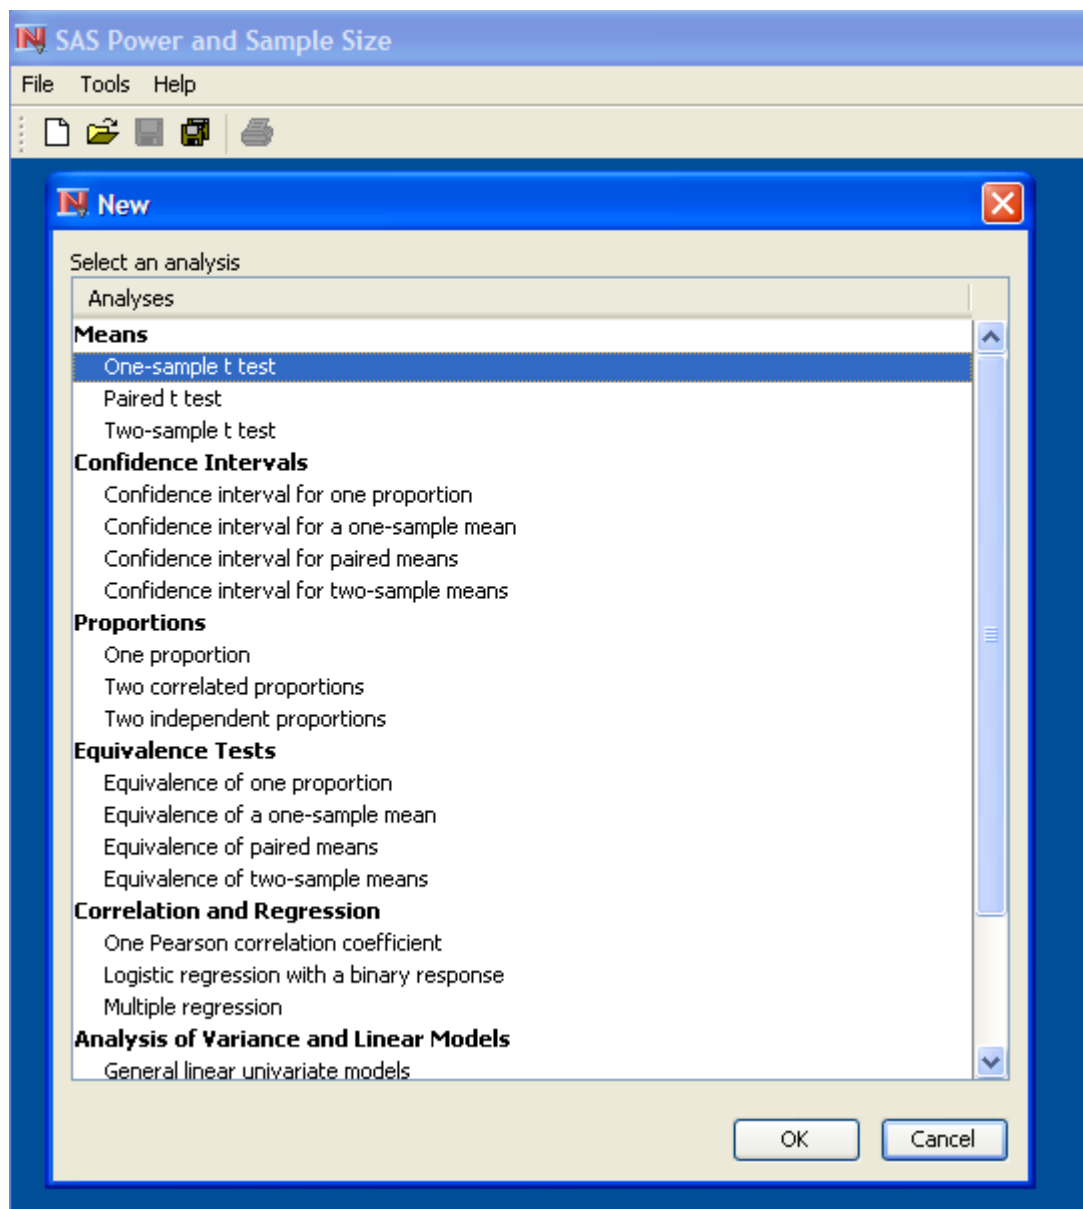 SAS Power and Sample Size
File Tools Help
New
Select an analysis
Analyses
Means
One-sample t test
Paired t test
Two-sample t test
Confidence Intervals
Confidence interval for one proportion
Confidence interval for a one-sample mean
Confidence interval for paired means
Confidence interval for two-sample means
Proportions
One proportion
Two correlated proportions
Two independent proportions
Equivalence Tests
Equivalence of one proportion
Equivalence of a one-sample mean
Equivalence of paired means
Equivalence of two-sample means
Correlation and Regression
One Pearson correlation coefficient
Logistic regression with a binary response
Multiple regression
Analysis of Variance and Linear Models
General linear univariate models
OK Cancel